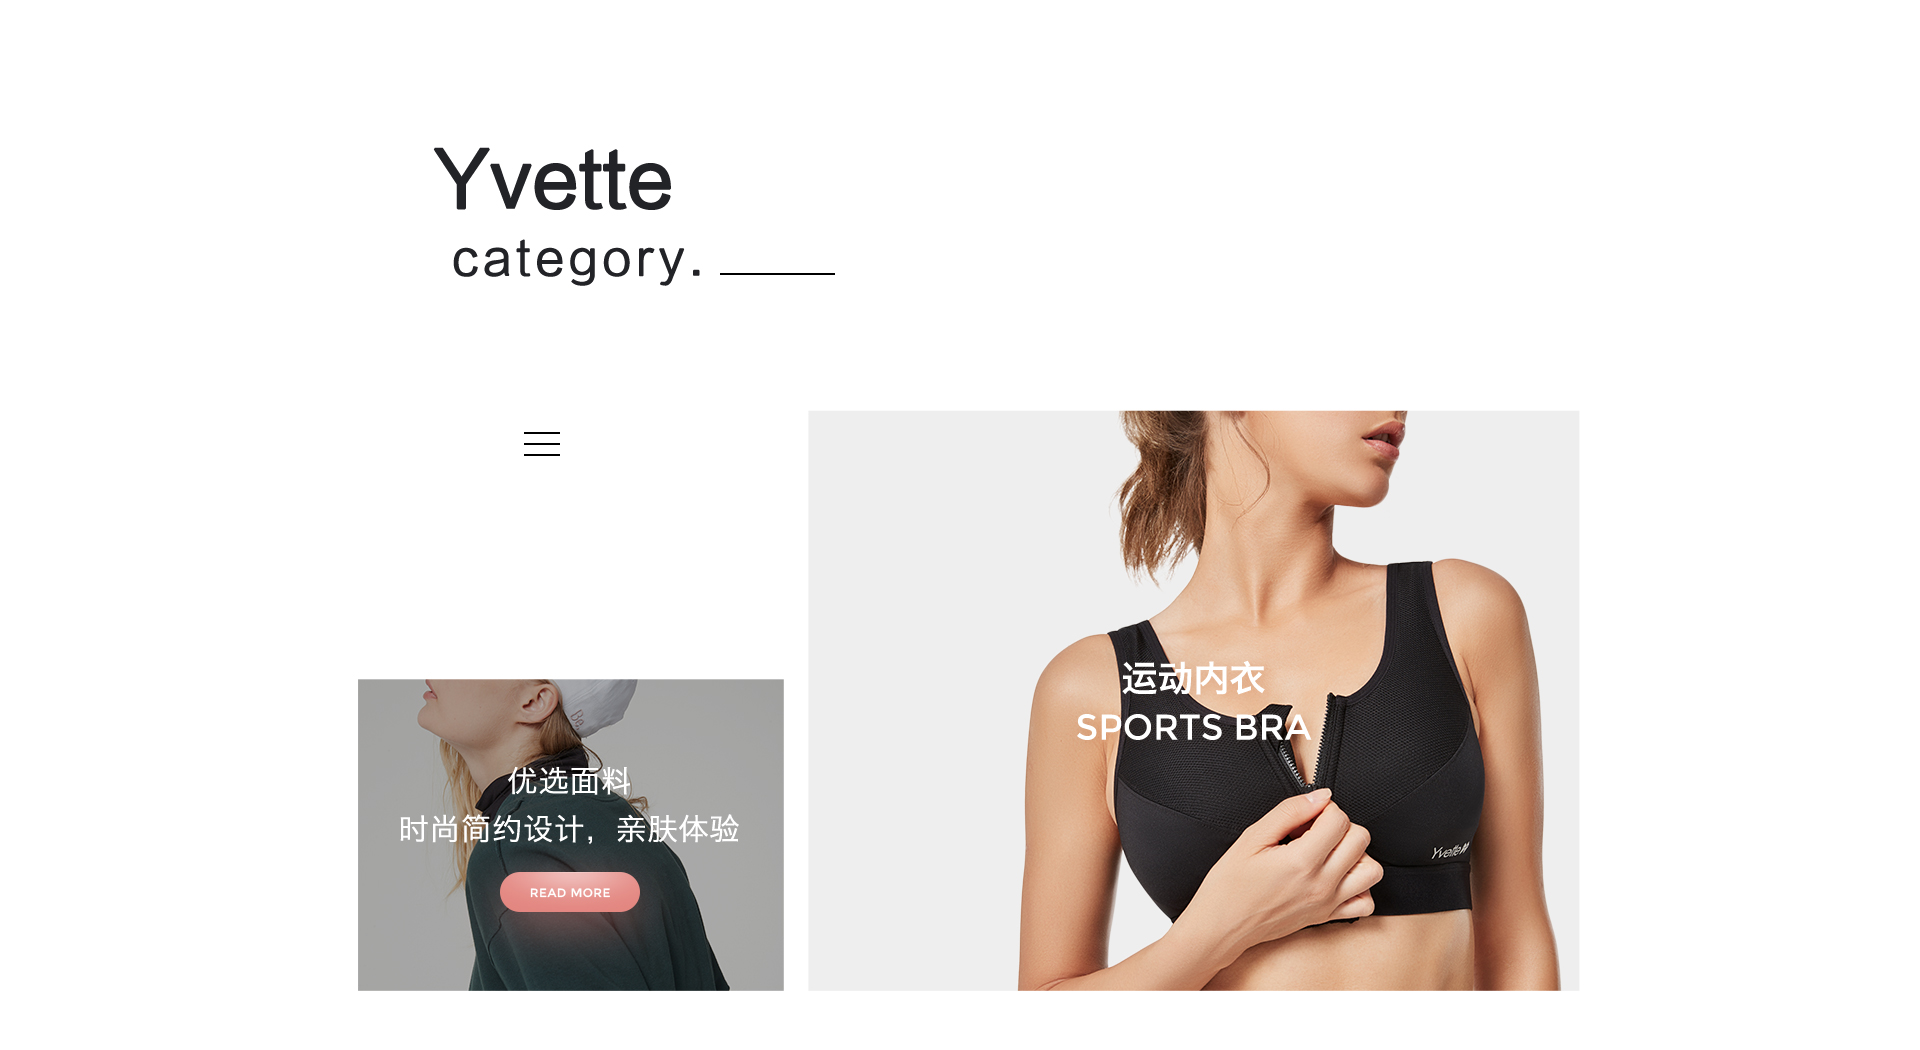 Yvette
category.
运动内衣
SPORTS BRA
Yvette
Be.
优选面料
时尚简约设计，亲肤体验
READ MORE